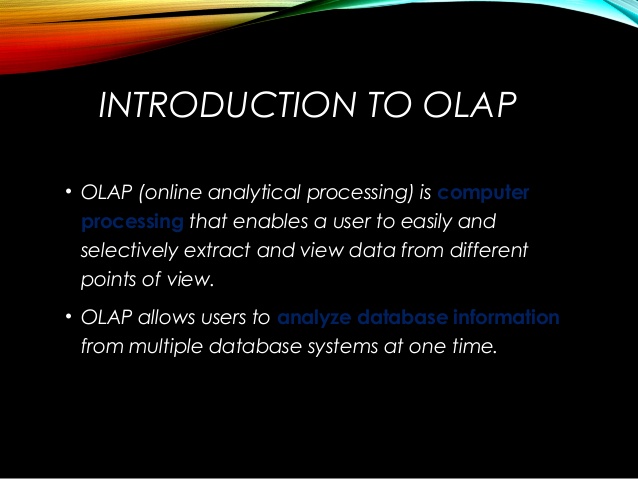 INTRODUCTION TO OLAP
• OLAP (online analytical processing) is computer
processing that enables a user to easily and
selectively extract and view data from different
points of view.
• OLAP allows users to analyze database information
from multiple database systems at one time.